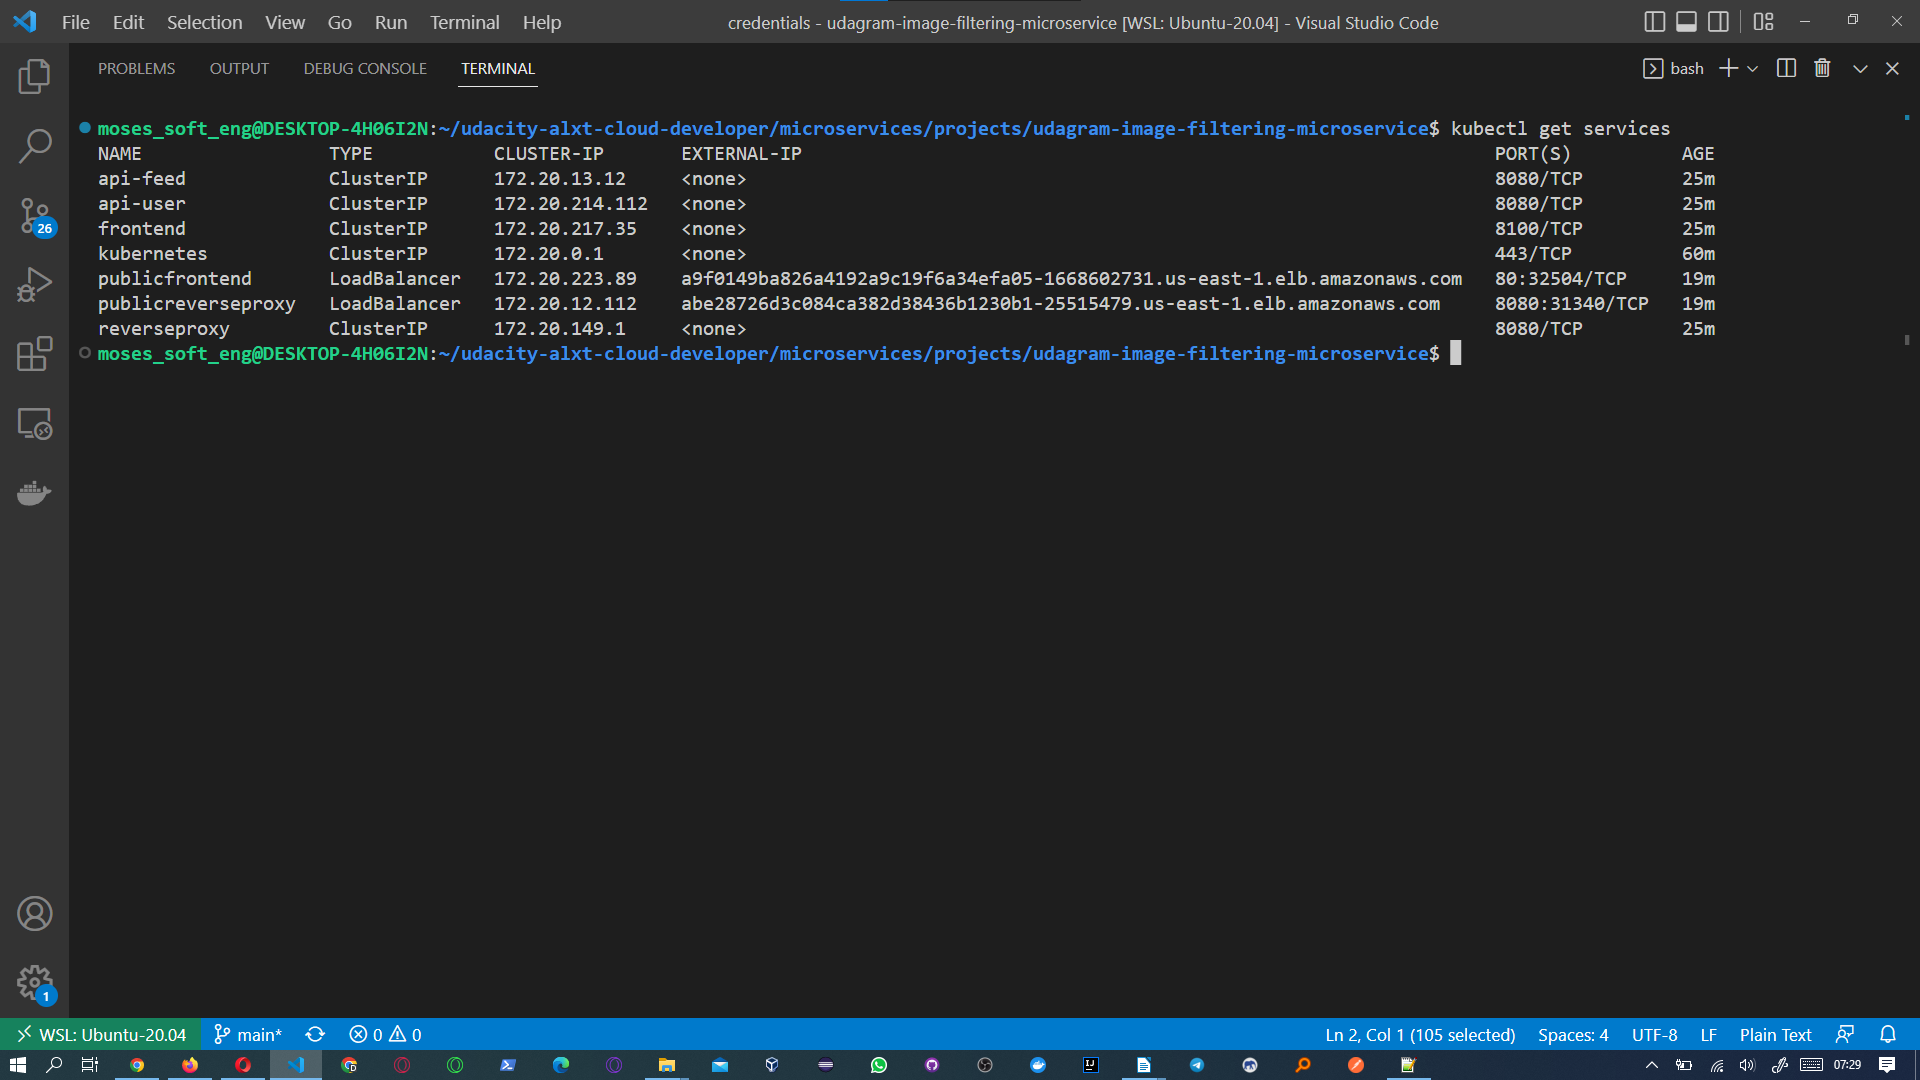 File Edit Selection View Go Run Terminal Help credentials - udagram-image-filtering-microservice [WSL: Ubuntu-20.04] - Visual Studio Code
PROBLEMS OUTPUT DEBUG CONSOLE TERMINAL bash
moses_soft_eng@DESKTOP-4H06I2N:~/udacity-alxt-cloud-developer/microservices/projects/udagram-image-filtering-microservice$ kubectl get services
NAME TYPE CLUSTER-IP EXTERNAL-IP PORT(S) AGE
api-feed ClusterIP 172.20.13.12 <none> 8080/TCP 25m
api-user ClusterIP 172.20.214.112 <none> 8080/TCP 25m
frontend ClusterIP 172.20.217.35 <none> 8100/TCP 25m
kubernetes ClusterIP 172.20.0.1 <none> 443/TCP 60m
publicfrontend LoadBalancer 172.20.223.89 a9f0149ba826a4192a9c19f6a34efa05-1668602731.us-east-1.elb.amazonaws.com 80:32504/TCP 19m
publicreverseproxy LoadBalancer 172.20.12.112 abe28726d3c084ca382d38436b1230b1-25515479.us-east-1.elb.amazonaws.com 8080:31340/TCP 19m
reverseproxy ClusterIP 172.20.149.1 <none> 8080/TCP 25m
moses_soft_eng@DESKTOP-4H06I2N:~/udacity-alxt-cloud-developer/microservices/projects/udagram-image-filtering-microservice$
26
1
WSL: Ubuntu-20.04 main* 0 0 Ln 2, Col 1 (105 selected) Spaces: 4 UTF-8 LF Plain Text
07:29